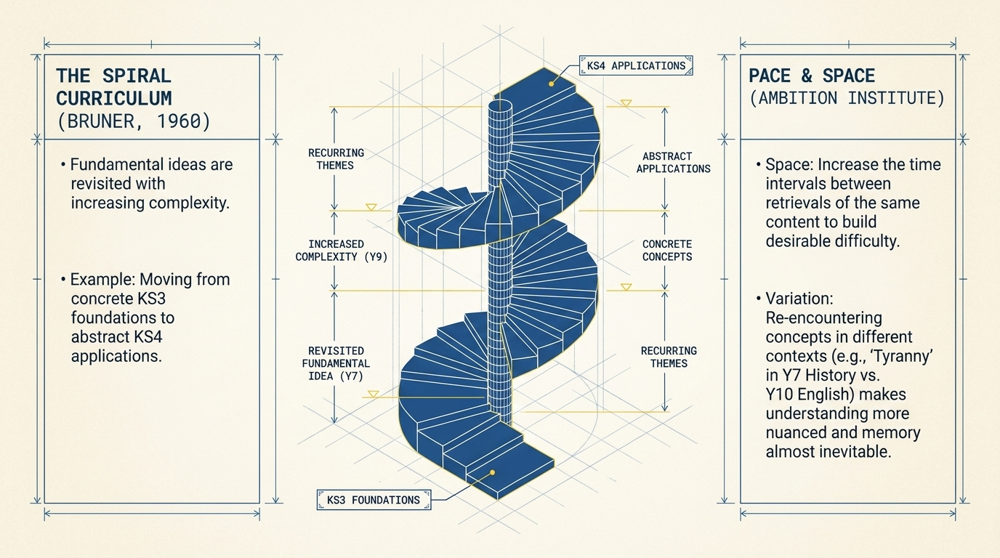 THE SPIRAL
CURRICULUM
(BRUNER, 1960)
• Fundamental ideas are
revisited with
increasing complexity.
• Example: Moving from
concrete KS3
foundations to
abstract KS4
applications.
KS4 APPLICATIONS
RECURRING
THEMES
INCREASED
COMPLEXITY (Y9)
REVISITED
FUNDAMENTAL
IDEA (Y7)
ABSTRACT
APPLICATIONS
CONCRETE
CONCEPTS
RECURRING
THEMES
KS3 FOUNDATIONS
PACE & SPACE
(AMBITION INSTITUTE)
• Space: Increase the time
intervals between
retrievals of the same
content to build
desirable difficulty.
• Variation:
Re-encountering
concepts in different
contexts (e.g., ‘Tyranny’
in Y7 History vs.
Y10 English) makes
understanding more
nuanced and memory
almost inevitable.